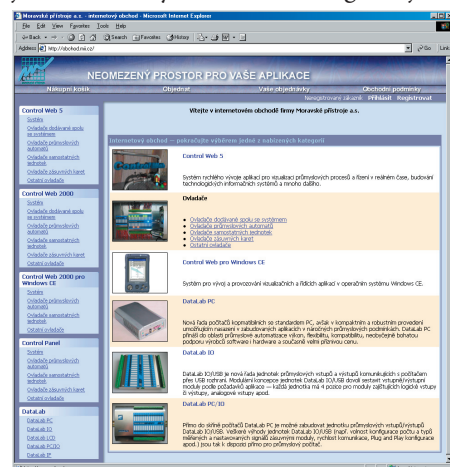 Moravské přístroje a.s. - internetový obchod - Microsoft Internet Explorer
File Edit View Favorites Tools Help
Back Search Favorites History
Address http://obchod.mii.cz/ Go Links
NEOMEZENÝ PROSTOR PRO VAŠE APLIKACE
Nákupní košík Objednat Vaše objednávky Obchodní podmínky
Neregistrovaný zákazník Přihlásit Registrovat
Vítejte v internetovém obchodě firmy Moravské přístroje a.s.
Control Web 5
Systém
Ovladače dodávané spolu
se systémem
Ovladače průmyslových
automatů
Ovladače samostatných
jednotek
Ovladače zásuvných karet
Ostatní ovladače
Control Web 2000
Systém
Ovladače dodávané spolu
se systémem
Ovladače průmyslových
automatů
Ovladače samostatných
jednotek
Ovladače zásuvných karet
Ostatní ovladače
Control Web 2000 pro
Windows CE
Systém
Ovladače průmyslových
automatů
Ovladače samostatných
jednotek
Ostatní ovladače
Control Panel
Systém
Ovladače průmyslových
automatů
Ovladače samostatných
jednotek
Ovladače zásuvných karet
Ostatní ovladače
DataLab
DataLab PC
DataLab IO
DataLab LCD
DataLab PC/IO
DataLab IF
Internetový obchod — pokračujte výběrem jedné z nabízených kategorií
Control Web 5
Systém rychlého vývoje aplikací pro vizualizaci průmyslových procesů a řízení v reálném čase, budování
technologických informačních systémů a mnoho dalšího.
Ovladače
Ovladače dodávané spolu se systémem
Ovladače průmyslových automatů
Ovladače samostatných jednotek
Ovladače zásuvných karet
Ostatní ovladače
Control Web pro Windows CE
Systém pro vývoj a provozování vizualizačních a řídicích aplikací v operačním systému Windows CE.
DataLab PC
Nová řada počítačů kompatibilních se standardem PC, avšak v kompaktním a robustním provedení
umožňujícím nasazení v zabudovaných aplikacích v náročných průmyslových podmínkách. DataLab PC
přináší do oblasti průmyslové automatizace výkon, flexibilitu, kompatibilitu, neobyčejně bohatou
podporu výrobců software i hardware a současně velmi příznivou cenu.
DataLab IO
DataLab IO/USB je nová řada jednotek průmyslových vstupů a výstupů komunikujících s počítačem
přes USB rozhraní. Modulární koncepce jednotek DataLab IO/USB dovolí sestavit vstupně/výstupní
moduly podle požadavků aplikace — každá jednotka má 4 pozice pro moduly zajišťujících logické vstupy
či výstupy, analogové vstupy apod.
DataLab PC/IO
Přímo do skříně počítačů DataLab PC je možné zabudovat jednotku průmyslových vstupů/výstupů
DataLab IO/USB. Veškeré výhody jednotek DataLab IO/USB (např. volnost konfigurace počtu a typů
měřených a nastavovaných signálů zásuvnými moduly, rychlost komunikace, Plug and Play konfigurace
apod.) jsou tak k dispozici přímo pro průmyslový počítač.